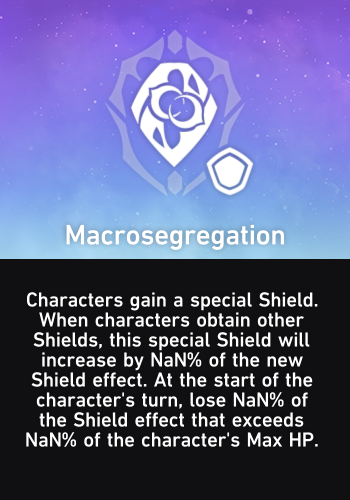 Macrosegregation
Characters gain a special Shield.
When characters obtain other
Shields, this special Shield will
increase by NaN% of the new
Shield effect. At the start of the
character's turn, lose NaN% of
the Shield effect that exceeds
NaN% of the character's Max HP.